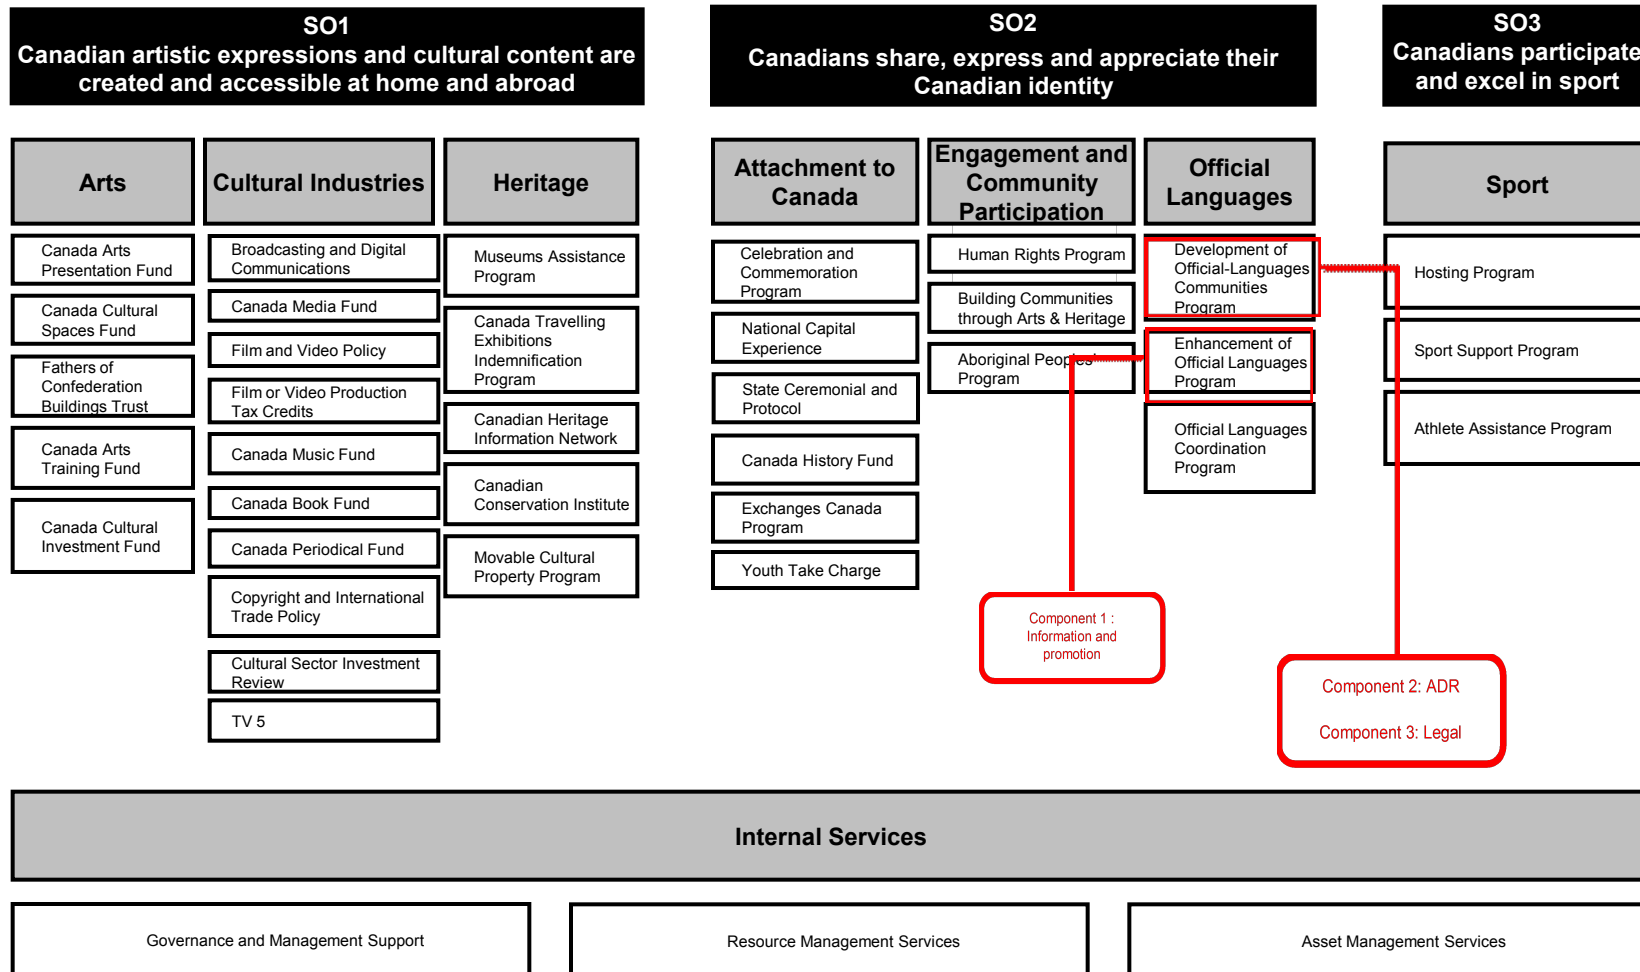 SO1
Canadian artistic expressions and cultural content are
created and accessible at home and abroad
SO2
Canadians share, express and appreciate their
Canadian identity
SO3
Canadians participate
and excel in sport
Arts
Cultural Industries
Heritage
Attachment to
Canada
Engagement and
Community
Participation
Official
Languages
Sport
Canada Arts
Presentation Fund
Canada Cultural
Spaces Fund
Fathers of
Confederation
Buildings Trust
Canada Arts
Training Fund
Canada Cultural
Investment Fund
Broadcasting and Digital
Communications
Canada Media Fund
Film and Video Policy
Film or Video Production
Tax Credits
Canada Music Fund
Canada Book Fund
Canada Periodical Fund
Copyright and International
Trade Policy
Cultural Sector Investment
Review
TV 5
Museums Assistance
Program
Canada Travelling
Exhibitions
Indemnification
Program
Canadian Heritage
Information Network
Canadian
Conservation Institute
Movable Cultural
Property Program
Celebration and
Commemoration
Program
National Capital
Experience
State Ceremonial and
Protocol
Canada History Fund
Exchanges Canada
Program
Youth Take Charge
Human Rights Program
Building Communities
through Arts & Heritage
Aboriginal Peoples'
Program
Development of
Official-Languages
Communities
Program
Enhancement of
Official Languages
Program
Official Languages
Coordination
Program
Hosting Program
Sport Support Program
Athlete Assistance Program
Component 1 :
Information and
promotion
Component 2: ADR
Component 3: Legal
Internal Services
Governance and Management Support
Resource Management Services
Asset Management Services